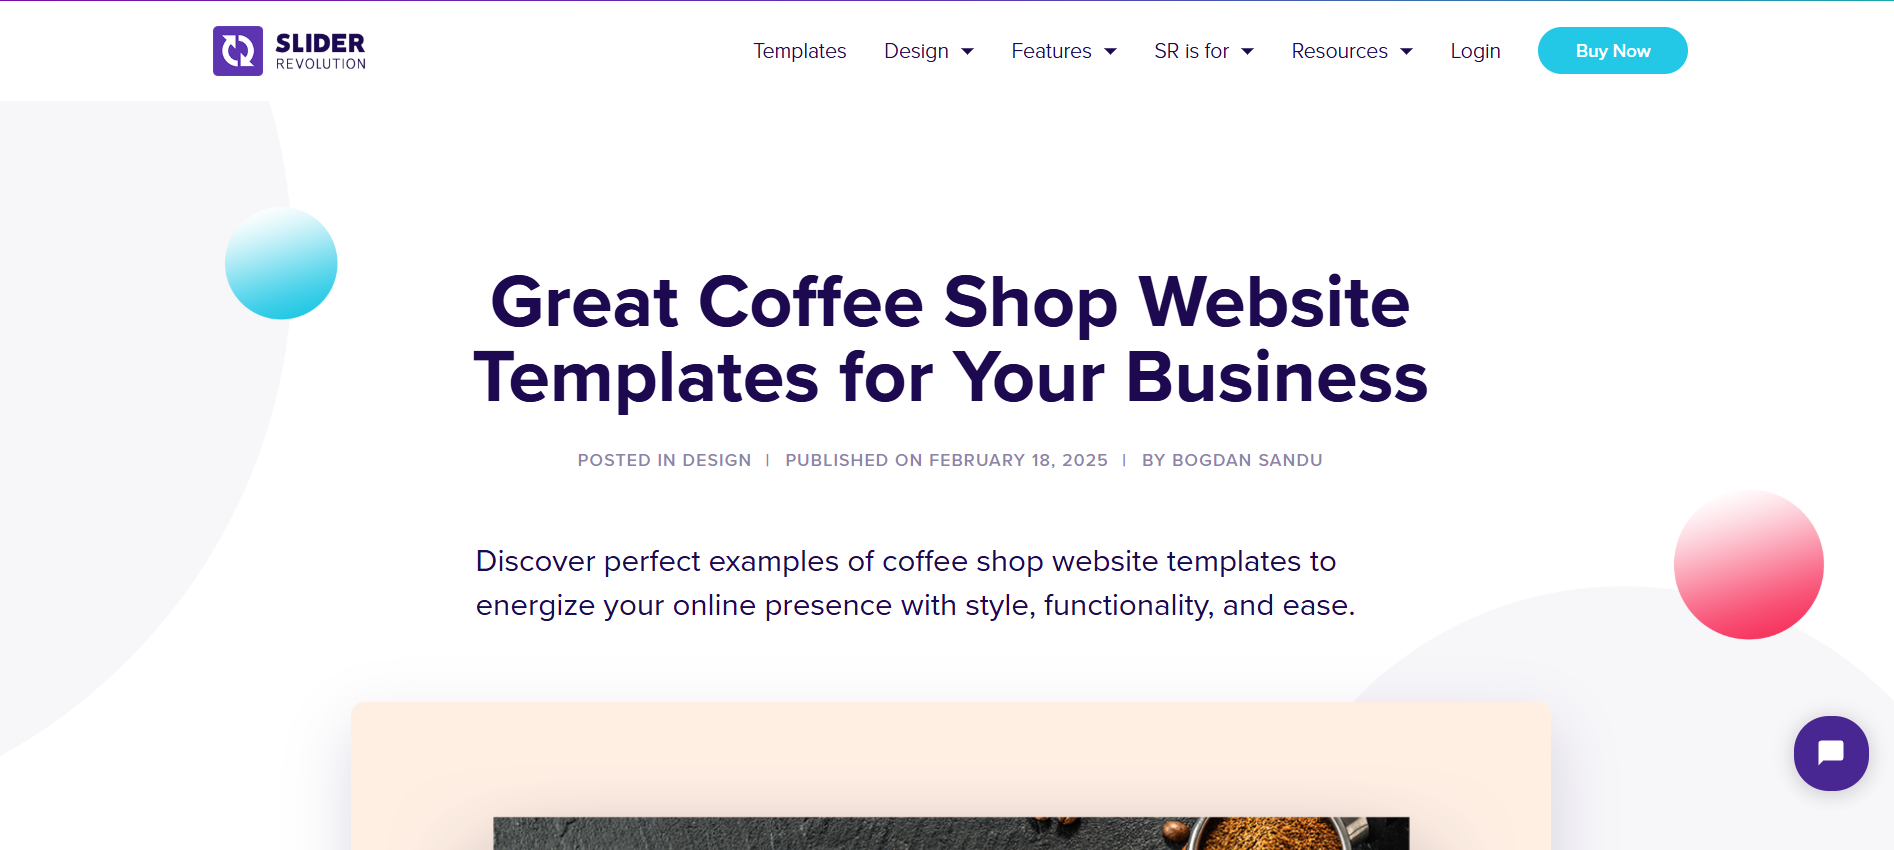 SLIDER
REVOLUTION
Templates
Design
Features
SR is for
Resources
Login
Buy Now
Great Coffee Shop Website
Templates for Your Business
POSTED IN DESIGN | PUBLISHED ON FEBRUARY 18, 2025 | BY BOGDAN SANDU
Discover perfect examples of coffee shop website templates to
energize your online presence with style, functionality, and ease.